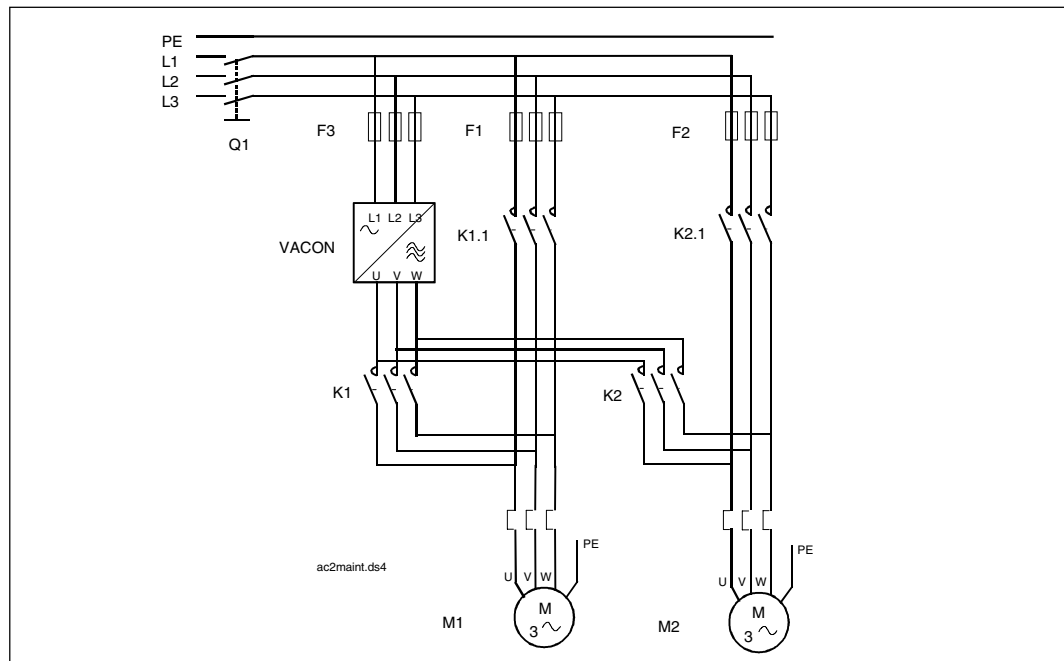 PE
L1
L2
L3
Q1
F3
F1
F2
L1 L2 L3
VACON
U V W
K1.1
K2.1
K1
K2
PE
PE
ac2maint.ds4
U V W
U V W
M1
M
3
M2
M
3